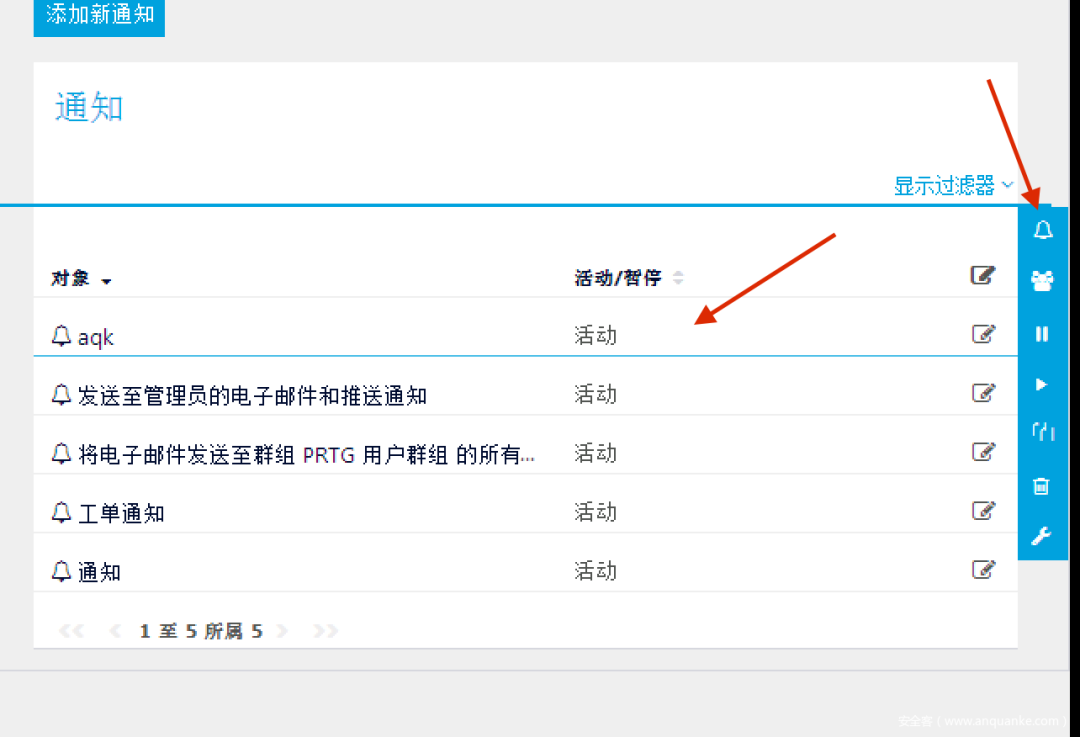 添加新通知
通知
显示过滤器
对象 活动/暂停
aqk 活动
发送至管理员的电子邮件和推送通知 活动
将电子邮件发送至群组 PRTG 用户群组 的所有... 活动
工单通知 活动
通知 活动
1 至 5 所属 5
安全客 ( www.anquanke.com )